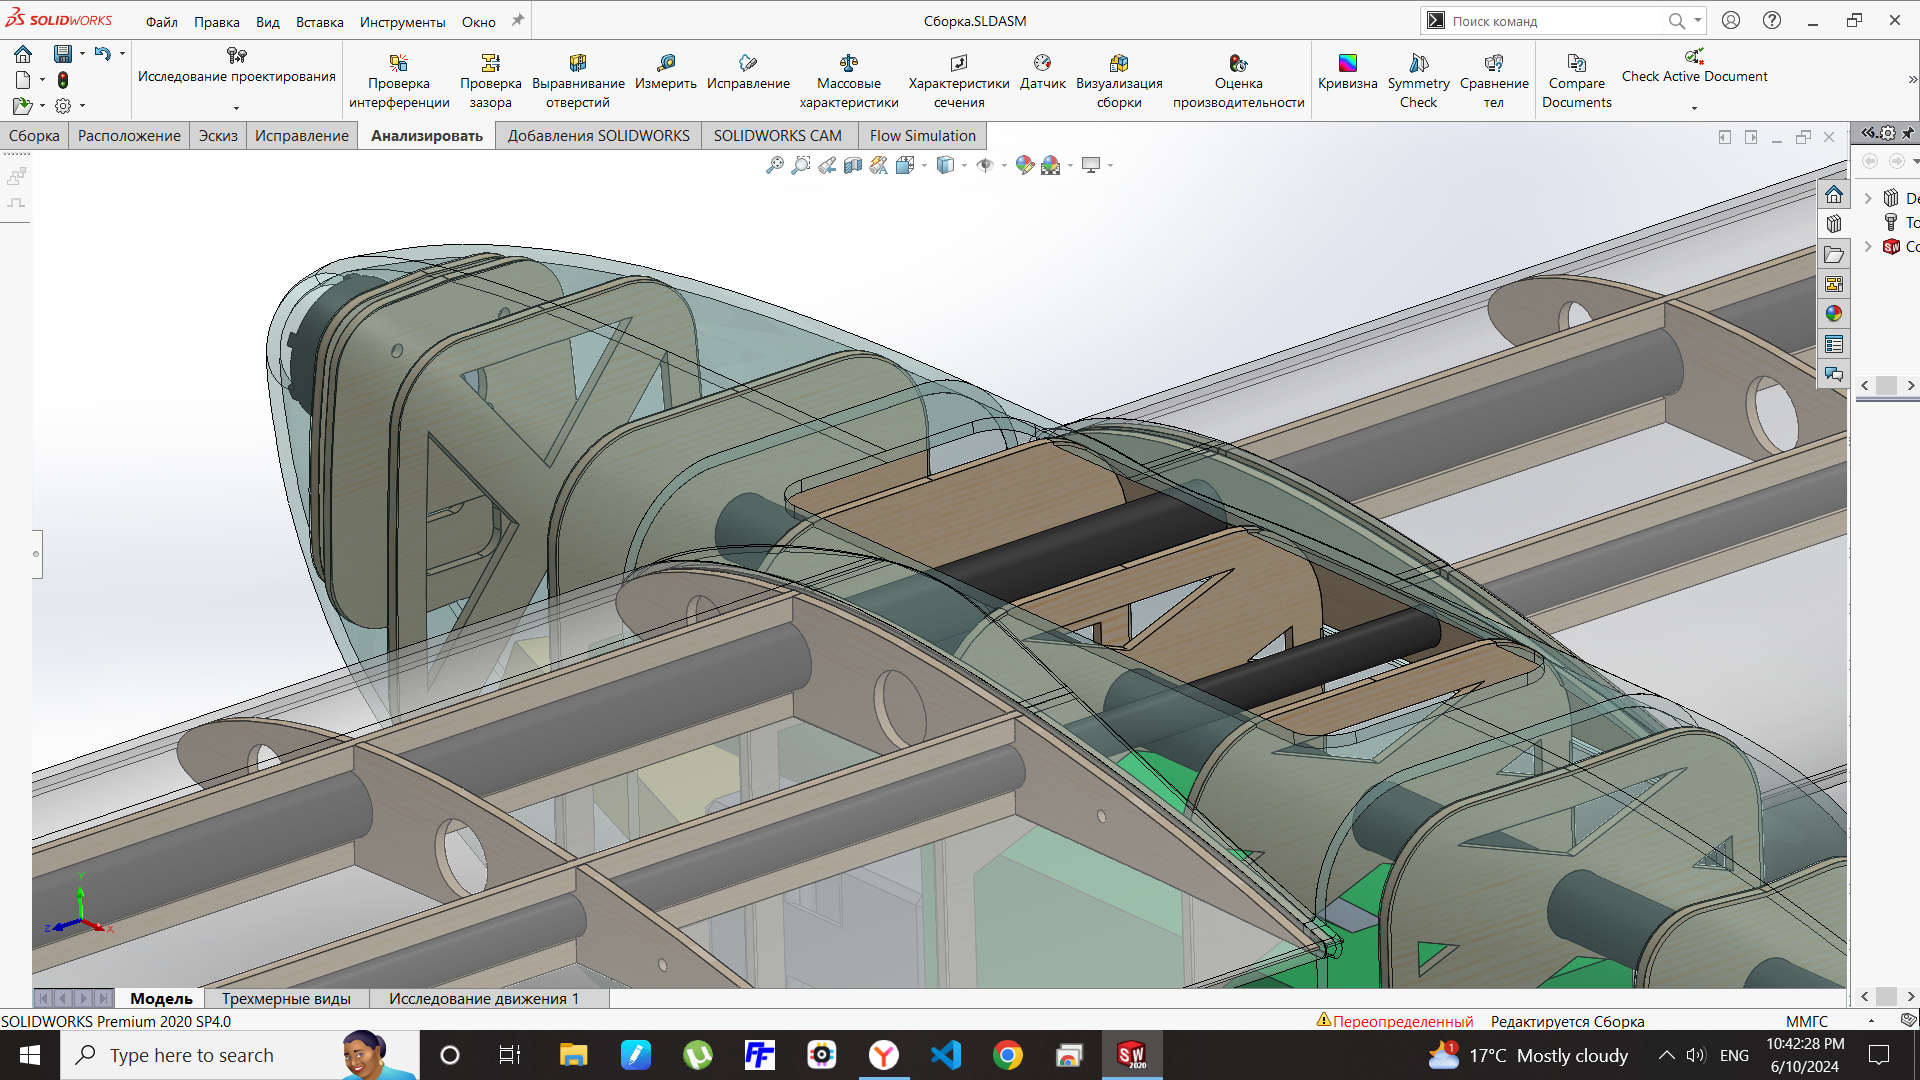 SOLIDWORKS
Файл Правка Вид Вставка Инструменты Окно
Сборка.SLDASM
Поиск команд
Исследование проектирования
Проверка интерференции
Проверка зазора
Выравнивание отверстий
Измерить
Исправление
Массовые характеристики
Характеристики сечения
Датчик
Визуализация сборки
Оценка производительности
Кривизна
Symmetry Check
Сравнение тел
Compare Documents
Check Active Document
Сборка Расположение Эскиз Исправление Анализировать Добавления SOLIDWORKS SOLIDWORKS CAM Flow Simulation
De
To
Co
Y
Z
X
Модель Трехмерные виды Исследование движения 1
SOLIDWORKS Premium 2020 SP4.0
Переопределенный Редактируется Сборка ММГС
Type here to search
SW 2020
1
17°C Mostly cloudy
ENG
10:42:28 PM
6/10/2024